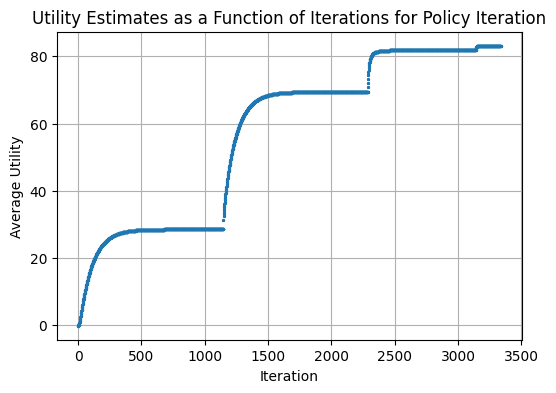 Utility Estimates as a Function of Iterations for Policy Iteration
80
60
40
20
0
Average Utility
0 500 1000 1500 2000 2500 3000 3500
Iteration